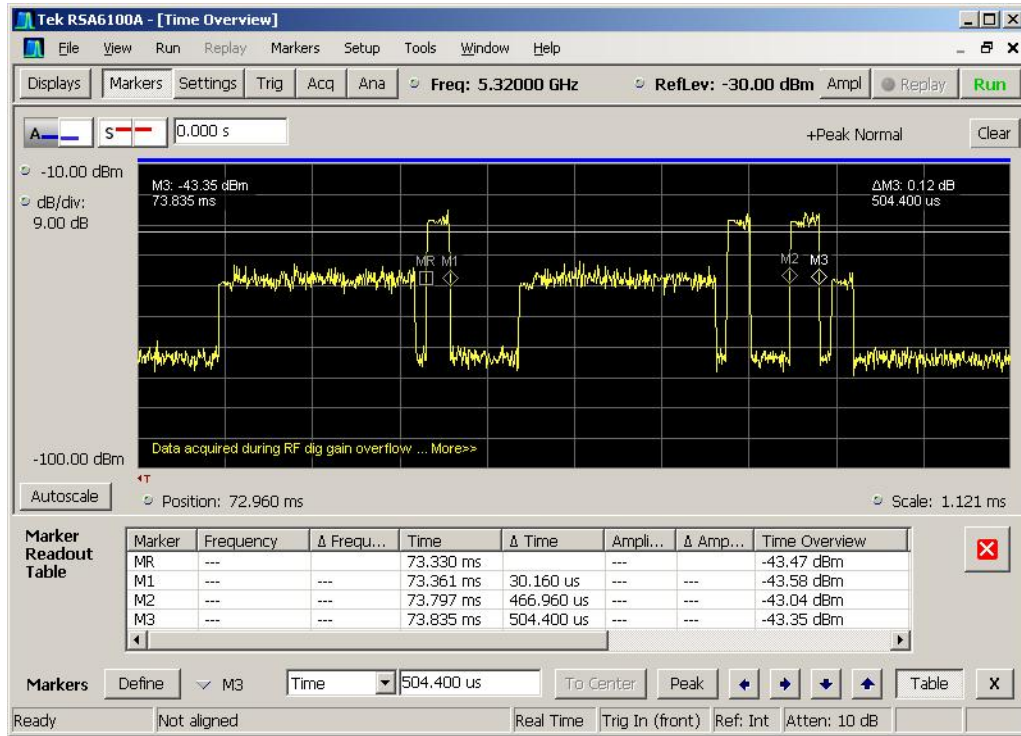 Tek RSA6100A - [Time Overview]
File View Run Replay Markers Setup Tools Window Help
Displays Markers Settings Trig Acq Ana Freq: 5.32000 GHz RefLev: -30.00 dBm Ampl Replay Run
A S 0.000 s +Peak Normal Clear
-10.00 dBm
dB/div:
9.00 dB
M3: -43.35 dBm
73.835 ms
ΔM3: 0.12 dB
504.400 us
MR M1 M2 M3
Data acquired during RF dig gain overflow ... More>>
-100.00 dBm
T
Autoscale Position: 72.960 ms Scale: 1.121 ms
Marker Readout Table
Marker Frequency Δ Frequ... Time Δ Time Ampli... Δ Amp... Time Overview
MR --- 73.330 ms --- -43.47 dBm
M1 --- --- 73.361 ms 30.160 us --- --- -43.58 dBm
M2 --- --- 73.797 ms 466.960 us --- --- -43.04 dBm
M3 --- --- 73.835 ms 504.400 us --- --- -43.35 dBm
Markers Define M3 Time 504.400 us To Center Peak Table X
Ready Not aligned Real Time Trig In (front) Ref: Int Atten: 10 dB